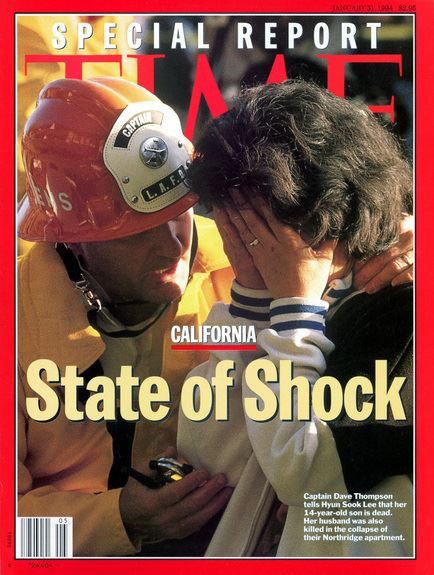 JANUARY 31, 1994 $2.95
SPECIAL REPORT
TIME
CAPTAIN
L.A.F.D.
CALIFORNIA
State of Shock
Captain Dave Thompson
tells Hyun Sook Lee that her
14-year-old son is dead.
Her husband was also
killed in the collapse of
their Northridge apartment.
05
724404